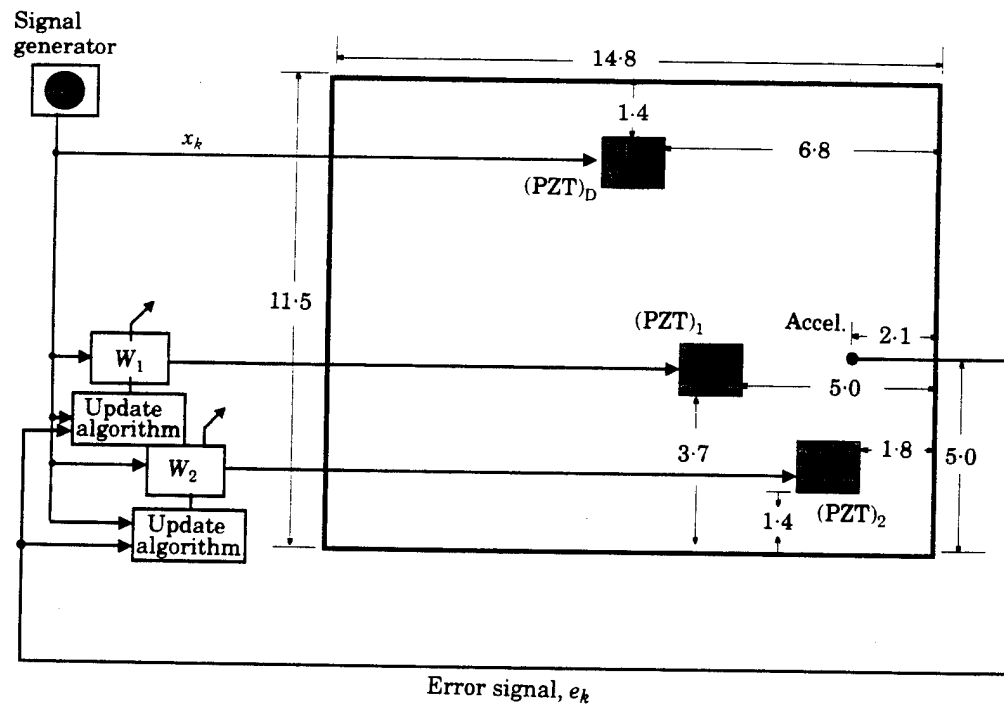 Signal
generator
14·8
1·4
x_k
6·8
(PZT)_D
11·5
(PZT)_1
Accel.
2·1
W_1
5·0
Update
algorithm
3·7
W_2
1·8
5·0
1·4
(PZT)_2
Update
algorithm
Error signal, e_k